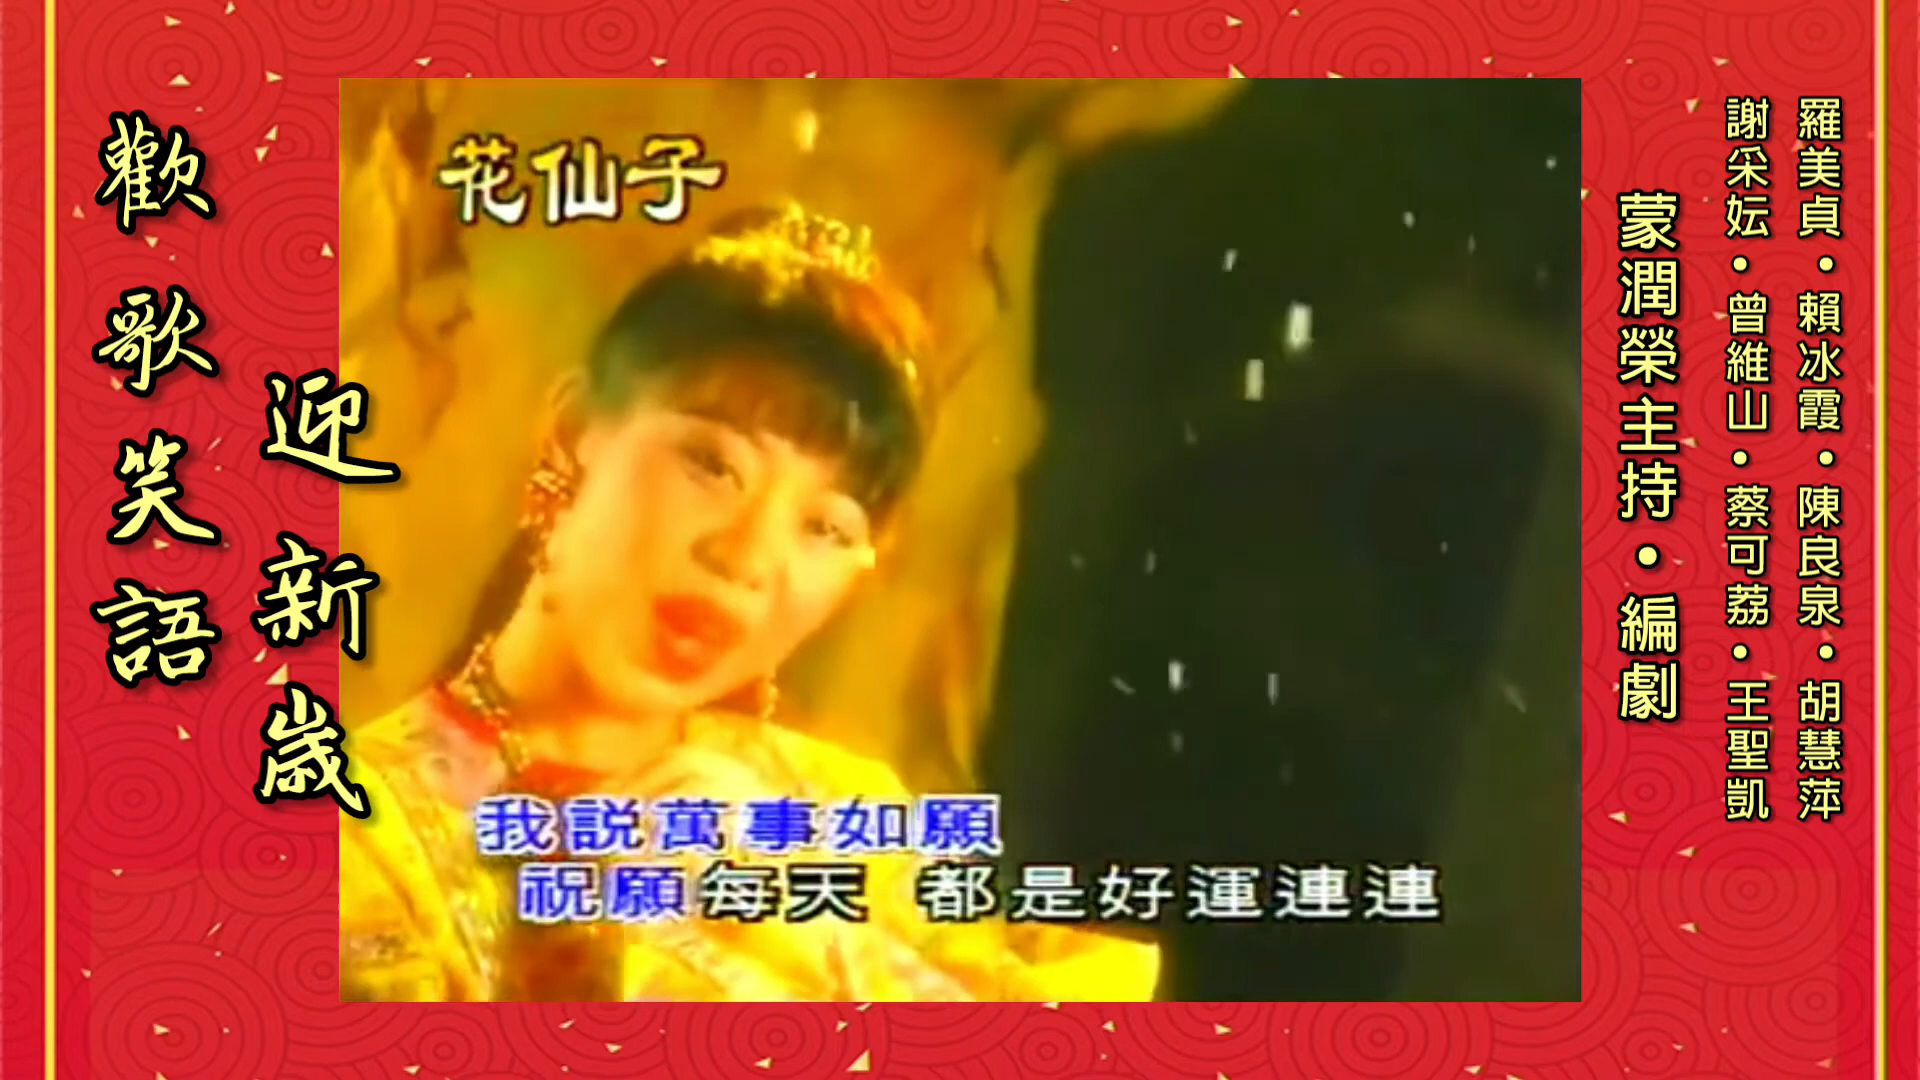 歡歌笑語
迎新歲
花仙子
我説萬事如願
祝願每天 都是好運連連
蒙潤榮主持·編劇
羅美貞·賴冰霞·陳良泉·胡慧萍
謝采妘·曾維山·蔡可荔·王聖凱